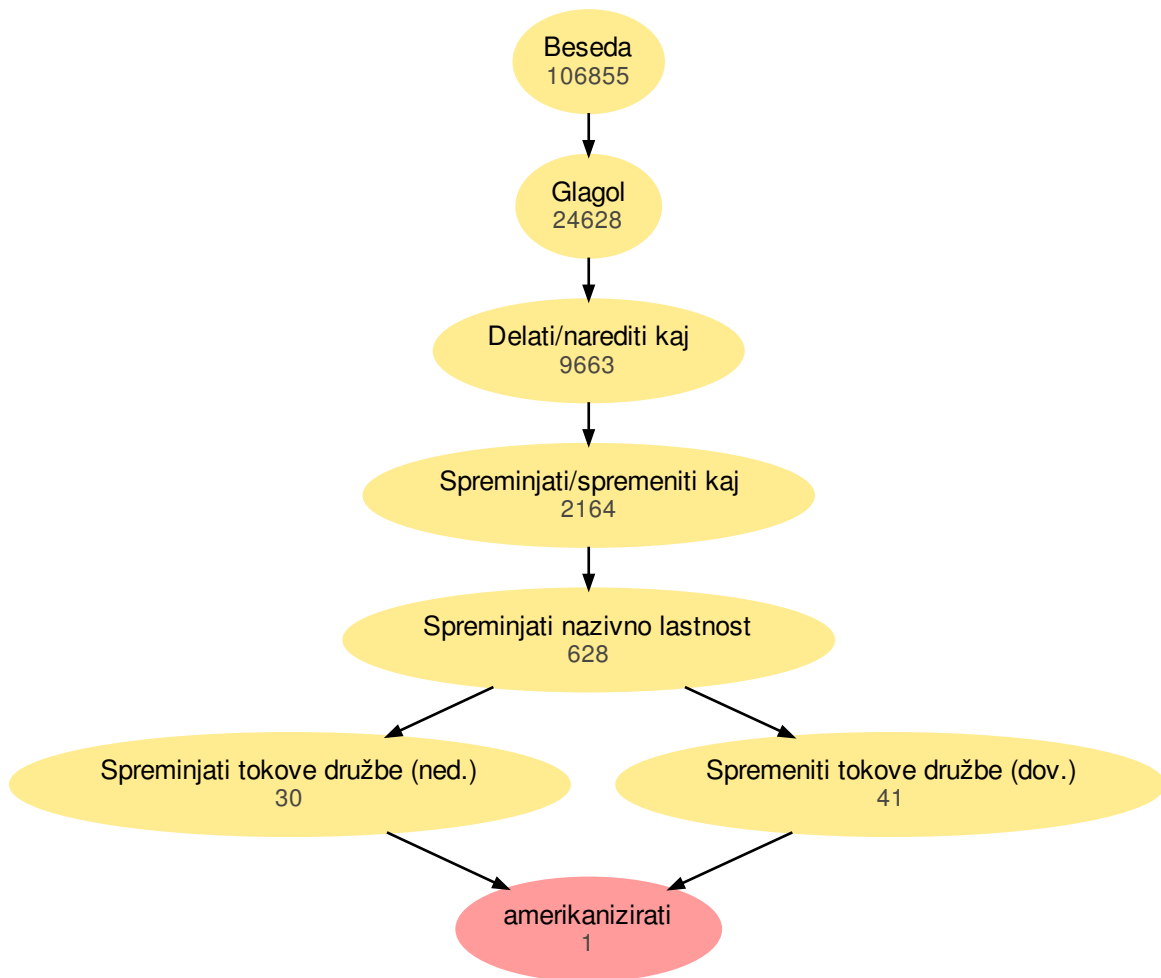 Beseda
106855
Glagol
24628
Delati/narediti kaj
9663
Spreminjati/spremeniti kaj
2164
Spreminjati nazivno lastnost
628
Spreminjati tokove družbe (ned.)
30
Spremeniti tokove družbe (dov.)
41
amerikanizirati
1